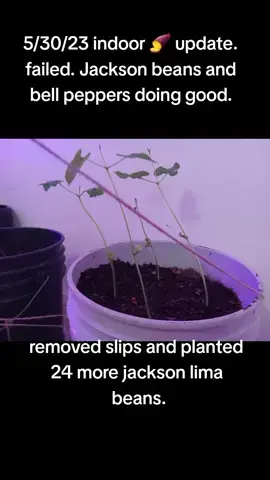 5/30/23 indoor 🍠 update.
failed. Jackson beans and
bell peppers doing good.
removed slips and planted
24 more jackson lima
beans.